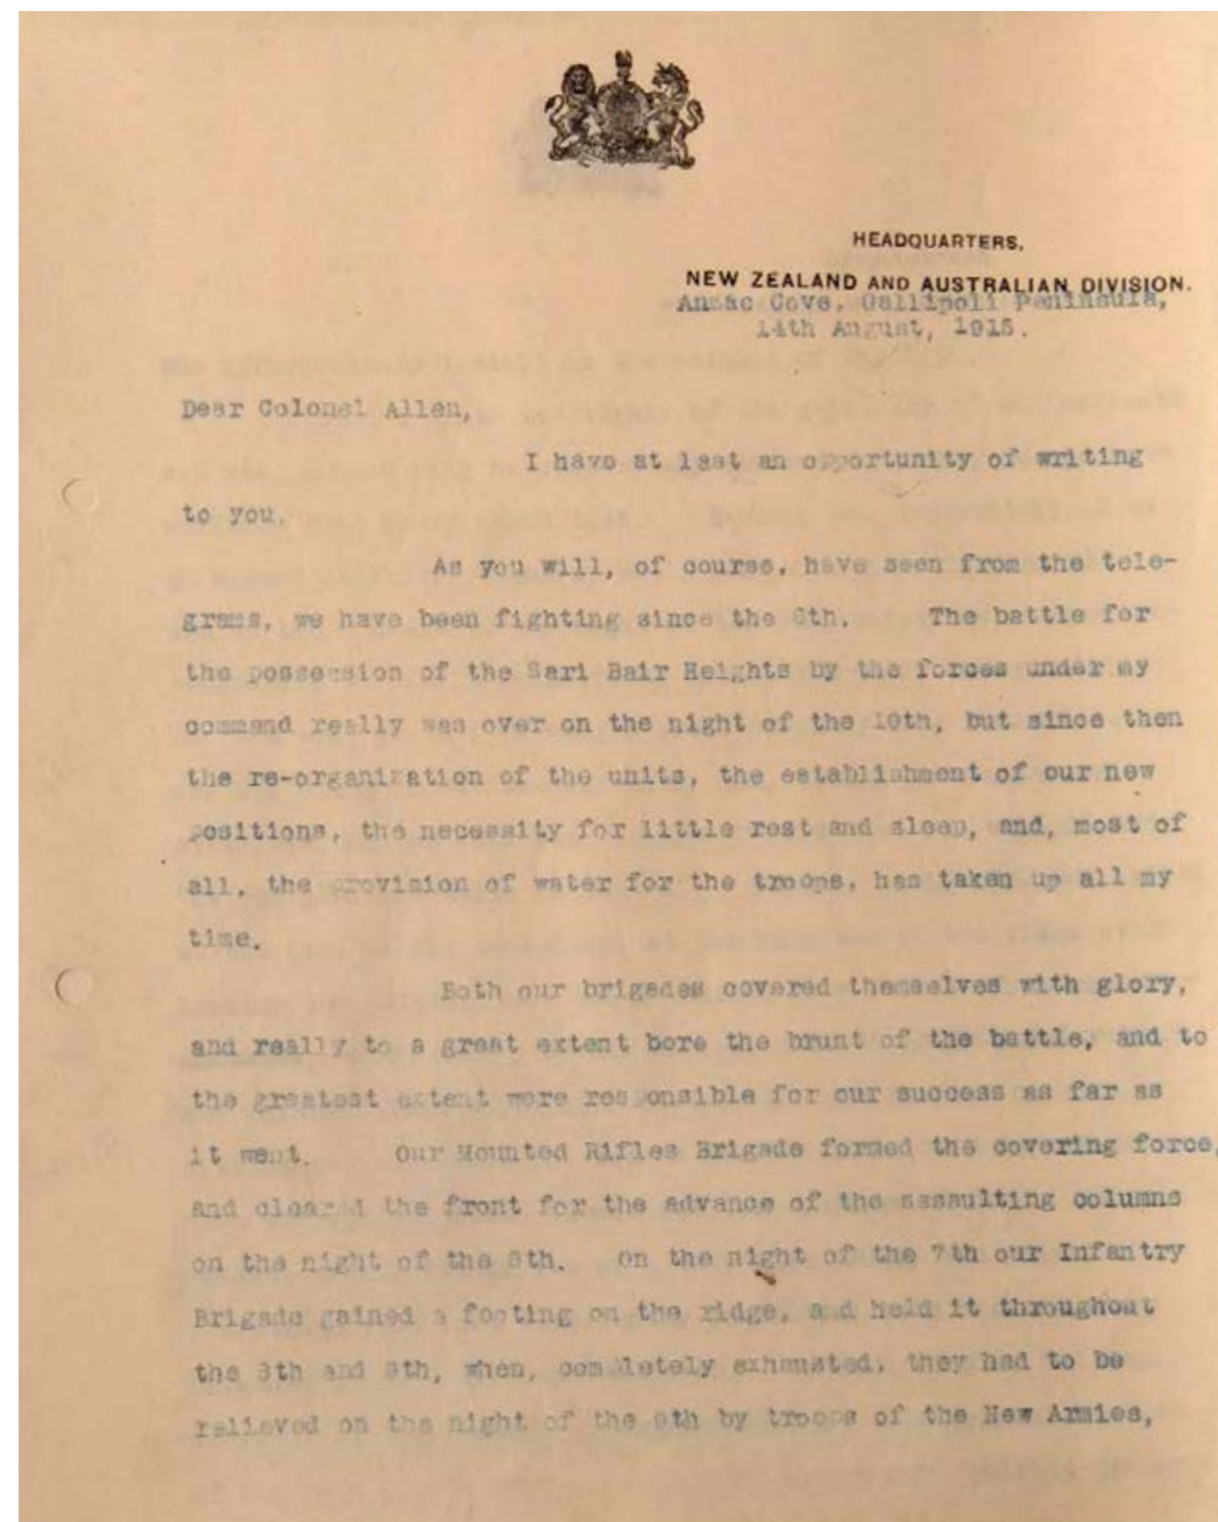 HEADQUARTERS,
NEW ZEALAND AND AUSTRALIAN DIVISION.
Anzac Cove, Gallipoli Peninsula,
14th August, 1915.
Dear Colonel Allen,
I have at last an opportunity of writing
to you.
As you will, of course, have seen from the tele-
grams, we have been fighting since the 6th. The battle for
the possession of the Sari Bair Heights by the forces under my
command really was over on the night of the 10th, but since then
the re-organization of the units, the establishment of our new
positions, the necessity for little rest and sleep, and, most of
all, the provision of water for the troops, has taken up all my
time.
Both our brigades covered themselves with glory,
and really to a great extent bore the brunt of the battle, and to
the greatest extent were responsible for our success as far as
it went. Our Mounted Rifles Brigade formed the covering force,
and cleared the front for the advance of the assaulting columns
on the night of the 6th. On the night of the 7th our Infantry
Brigade gained a footing on the ridge, and held it throughout
the 8th and 9th, when, completely exhausted, they had to be
relieved on the night of the 9th by troops of the New Armies,